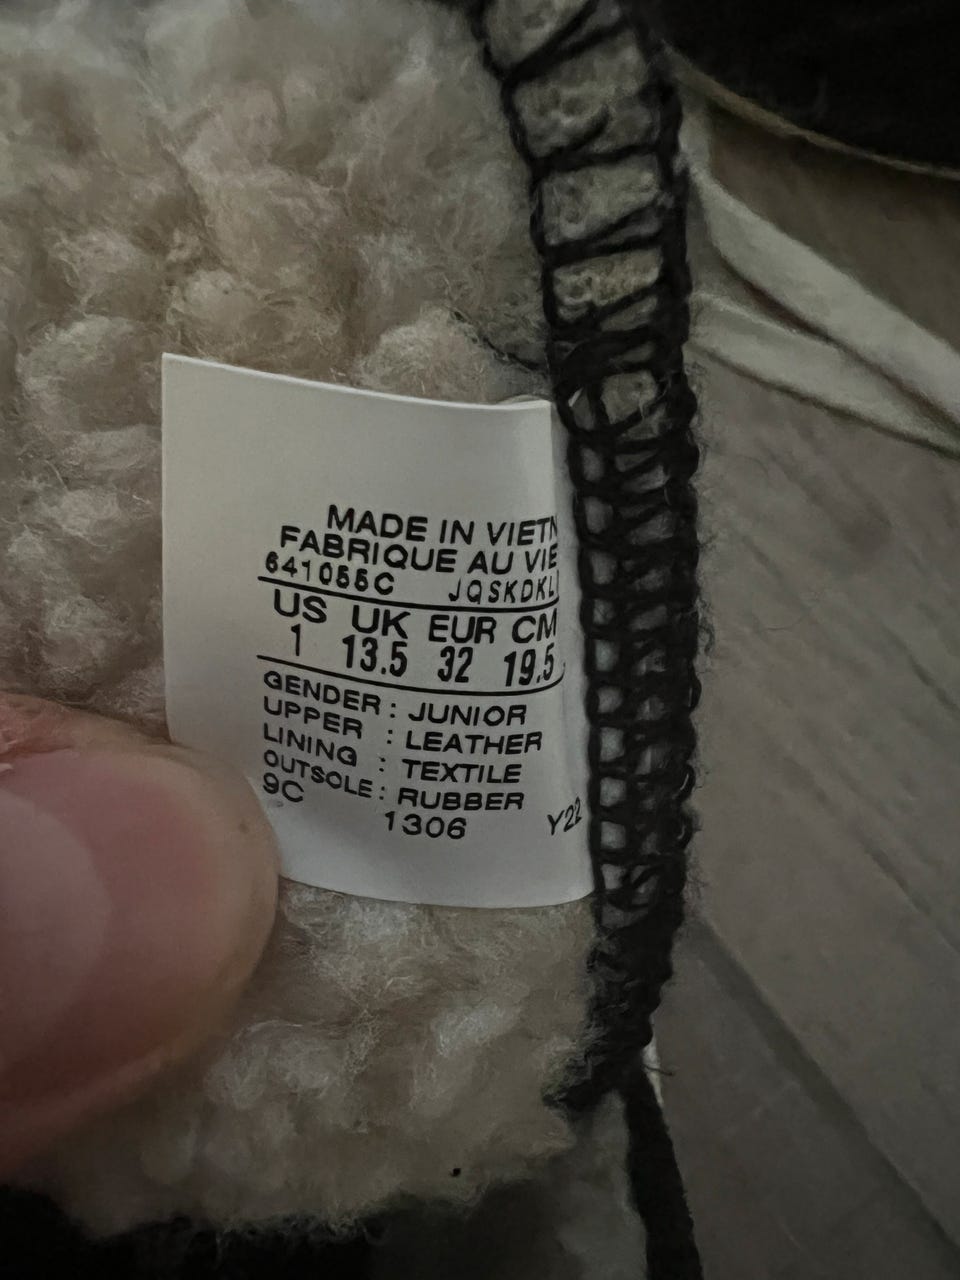 MADE IN VIETN
FABRIQUE AU VIE
641055C JQSKDKL
US UK EUR CM
1 13.5 32 19.5
GENDER : JUNIOR
UPPER : LEATHER
LINING : TEXTILE
OUTSOLE : RUBBER
9C 1306 Y22